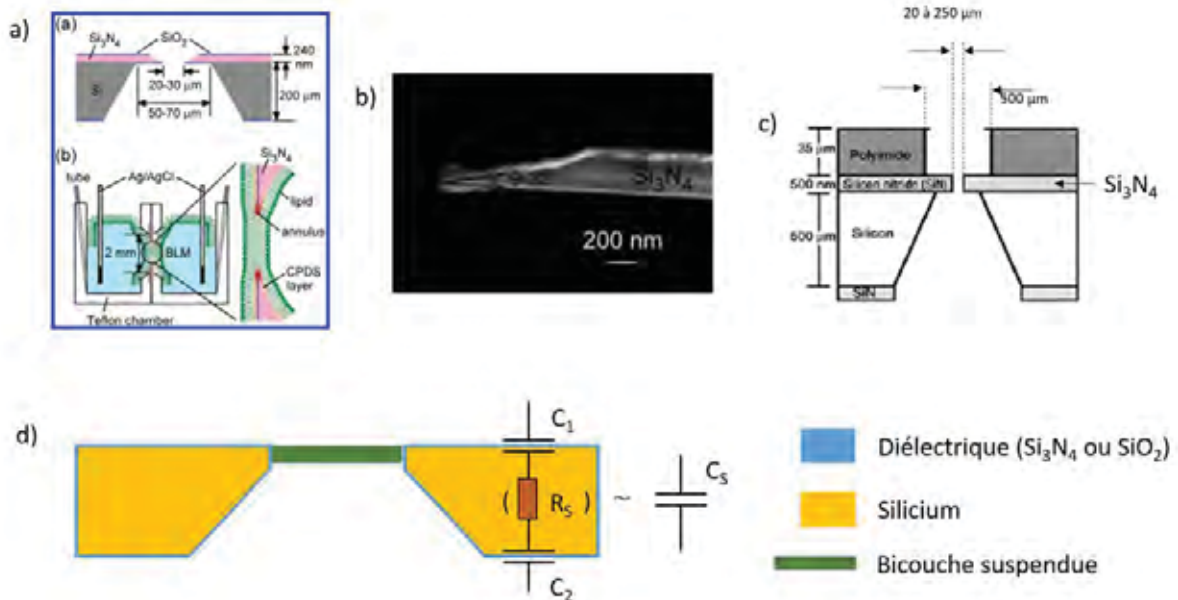 a)
(a)
Si3N4
SiO2
240
nm
Si
20-30 μm
200 μm
50-70 μm
(b)
tube
Ag/AgCl
Si3N4
lipid
annulus
2 mm
BLM
CPDS
layer
Teflon chamber
b)
Si3N4
200 nm
c)
20 à 250 μm
500 μm
35 μm
Polyimide
500 nm
Silicon nitride (SiN)
Si3N4
600 μm
Silicon
SiN
d)
C1
( RS ) ~
CS
C2
Diélectrique (Si3N4 ou SiO2)
Silicium
Bicouche suspendue